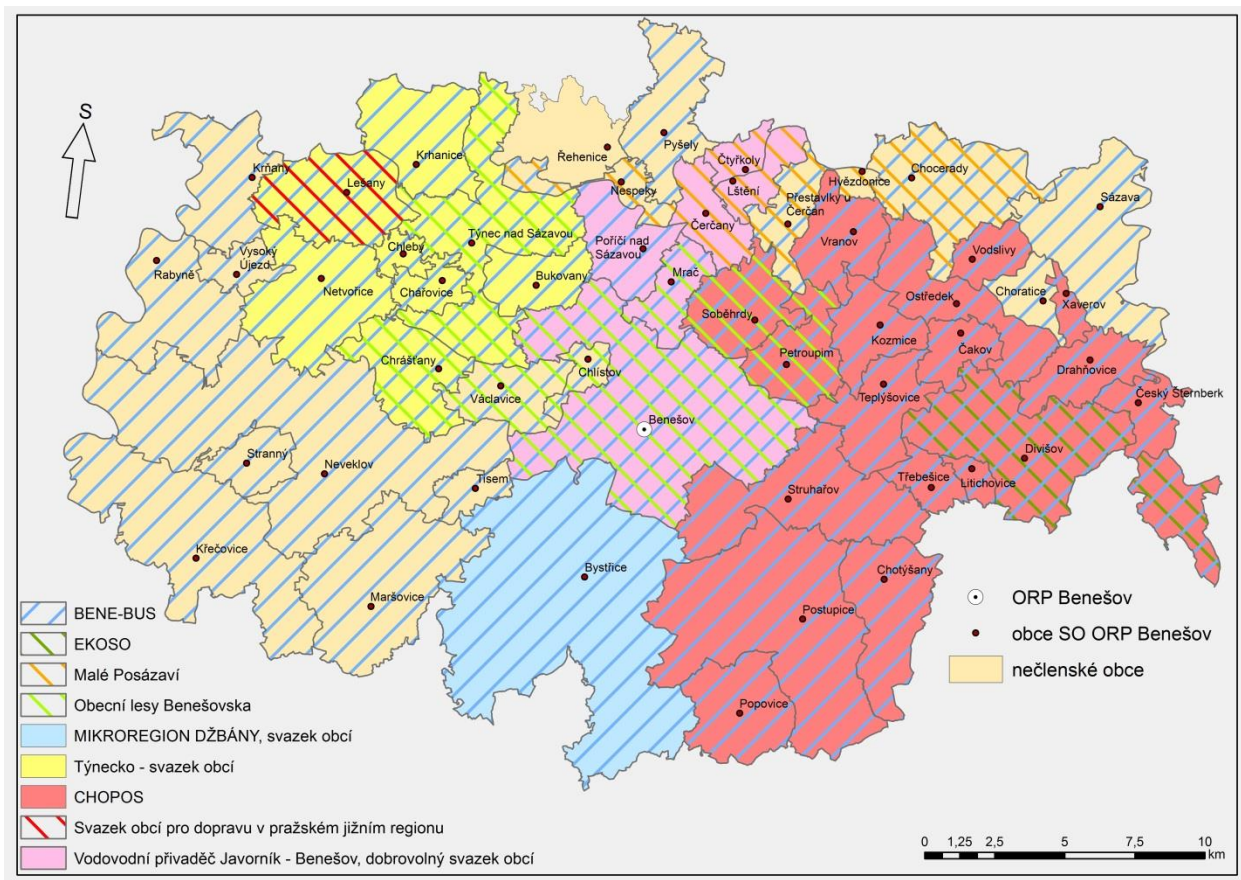 S
Pyšely
Řehenice
Krhanice
Krňany
Lešany
Nespeky
Čtyřkoly
Lštění
Hvězdonice
Chocerady
Přestavlky u
Čerčan
Sázava
Čerčany
Vranov
Týnec nad Sázavou
Chleby
Vysoký
Újezd
Rabyně
Netvořice
Chářovice
Bukovany
Poříčí nad
Sázavou
Mrač
Vodslivy
Choratice
Xaverov
Ostředek
Soběhrdy
Kozmice
Čakov
Petroupim
Drahňovice
Chrášťany
Chlístov
Václavice
Teplýšovice
Český Šternberk
Benešov
Divišov
Stranný
Neveklov
Tisem
Třebešice
Litichovice
Struhařov
Křečovice
Bystřice
Chotýšany
Maršovice
Postupice
Popovice
BENE-BUS
EKOSO
Malé Posázaví
Obecní lesy Benešovska
MIKROREGION DŽBÁNY, svazek obcí
Týnecko - svazek obcí
CHOPOS
Svazek obcí pro dopravu v pražském jižním regionu
Vodovodní přivaděč Javorník - Benešov, dobrovolný svazek obcí
ORP Benešov
obce SO ORP Benešov
nečlenské obce
0 1,25 2,5 5 7,5 10
km